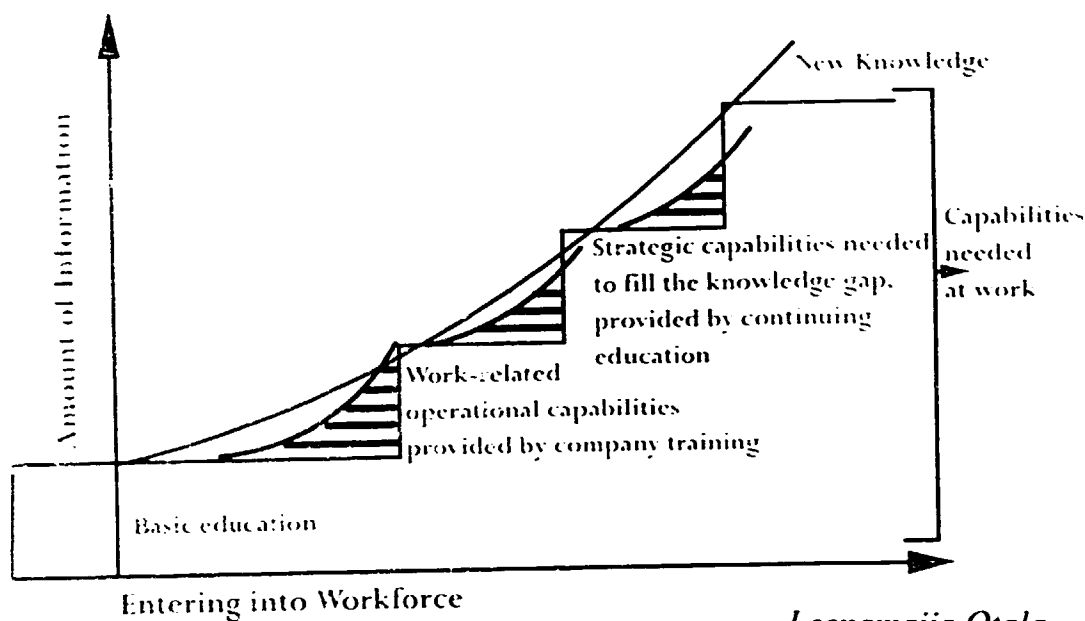 New Knowledge
Amount of Information
Capabilities
needed
at work
Strategic capabilities needed
to fill the knowledge gap,
provided by continuing
education
Work-related
operational capabilities
provided by company training
Basic education
Entering into Workforce